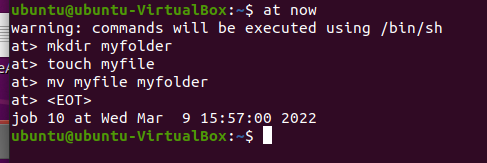 ubuntu@ubuntu-VirtualBox:~$ at now
warning: commands will be executed using /bin/sh
at> mkdir myfolder
at> touch myfile
at> mv myfile myfolder
at> <EOT>
job 10 at Wed Mar  9 15:57:00 2022
ubuntu@ubuntu-VirtualBox:~$